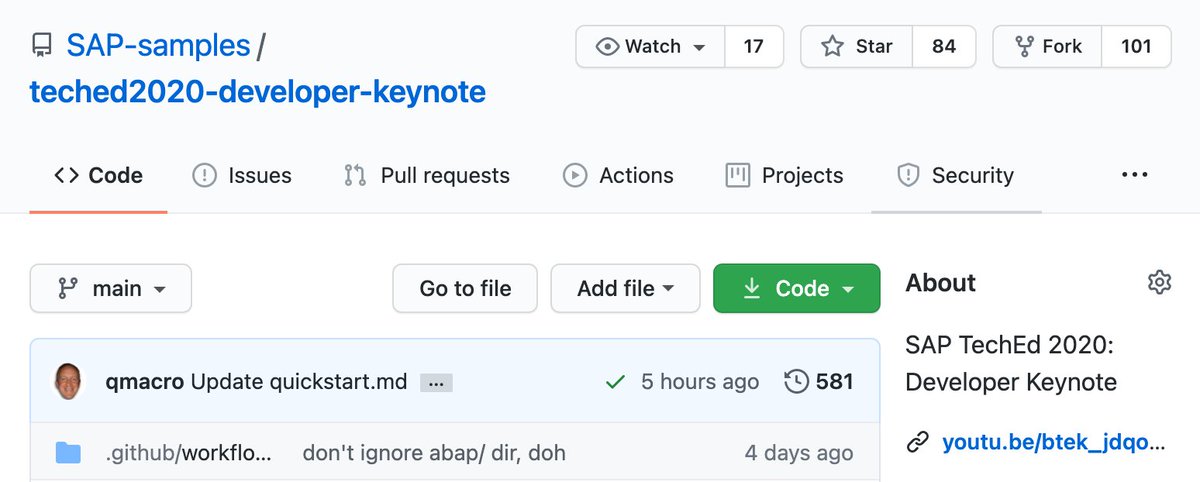 SAP-samples / Watch 17 Star 84 Fork 101
teched2020-developer-keynote
Code Issues Pull requests Actions Projects Security ...
main Go to file Add file Code About
SAP TechEd 2020:
Developer Keynote
qmacro Update quickstart.md ... 5 hours ago 581
youtu.be/btek_jdqo...
.github/workflo... don't ignore abap/ dir, doh 4 days ago